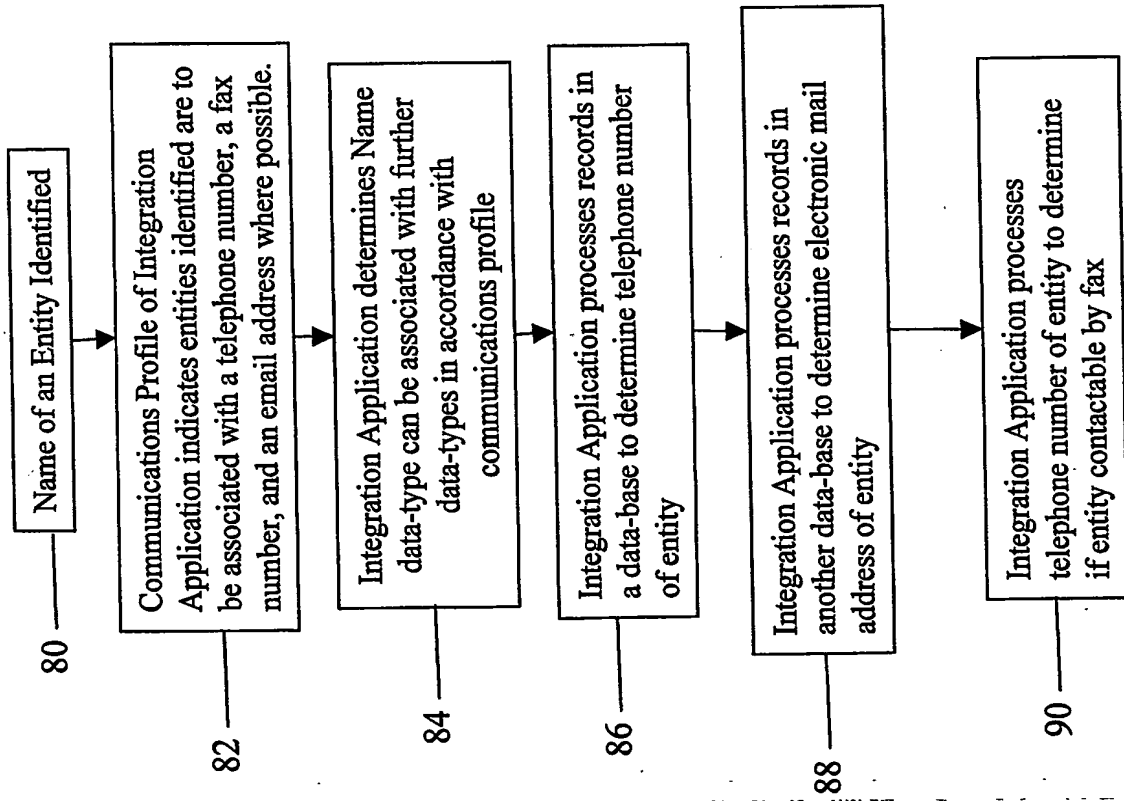 80
Name of an Entity Identified
82
Communications Profile of Integration
Application indicates entities identified are to
be associated with a telephone number, a fax
number, and an email address where possible.
84
Integration Application determines Name
data-type can be associated with further
data-types in accordance with
communications profile
86
Integration Application processes records in
a data-base to determine telephone number
of entity
88
Integration Application processes records in
another data-base to determine electronic mail
address of entity
90
Integration Application processes
telephone number of entity to determine
if entity contactable by fax